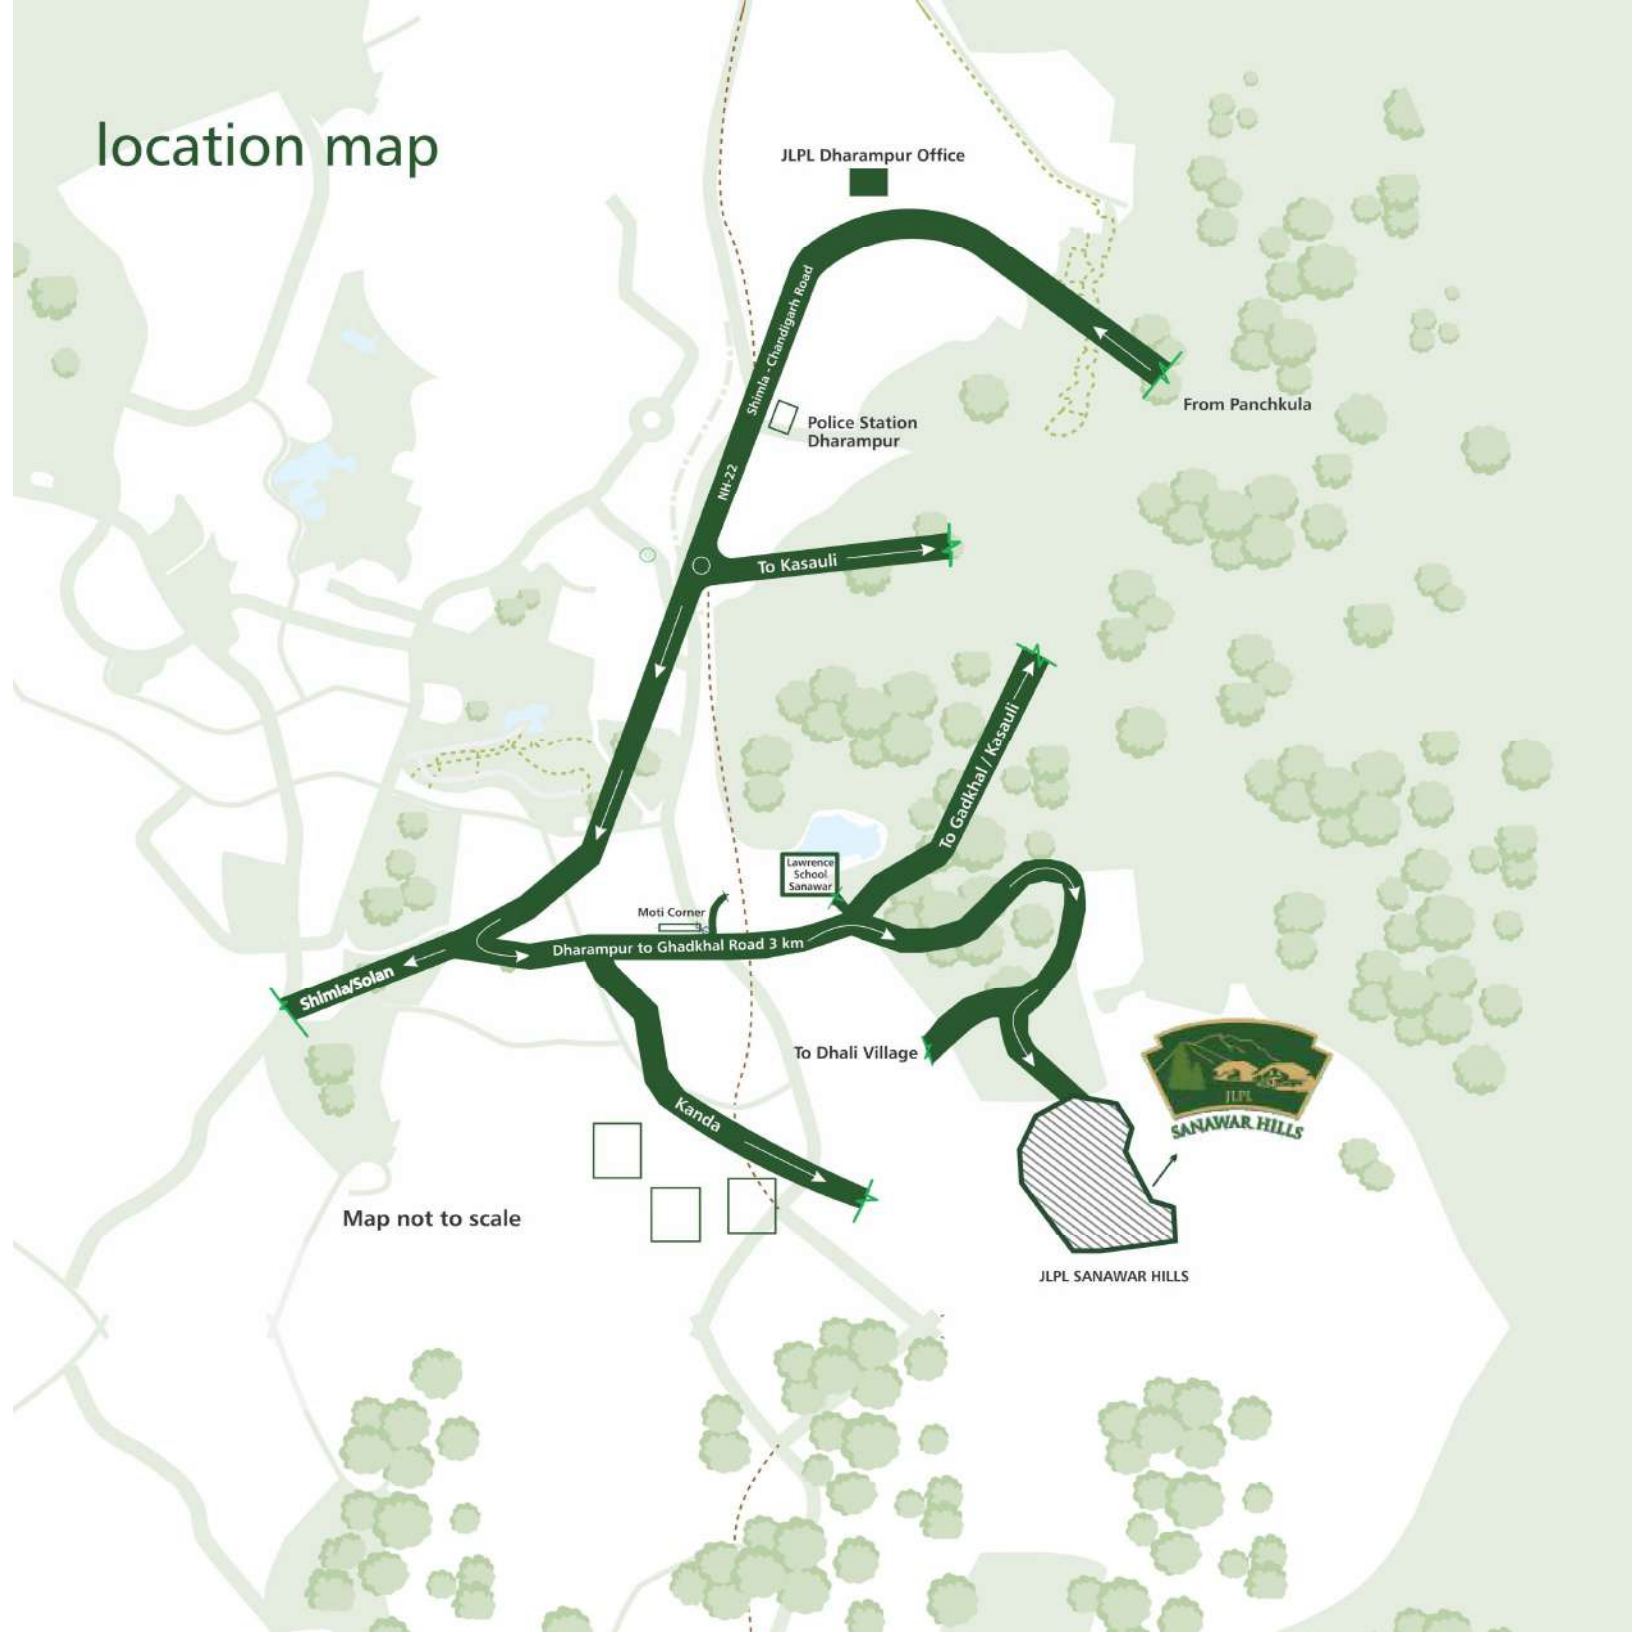 location map
JLPL Dharampur Office
Shimla - Chandigarh Road
From Panchkula
Police Station
Dharampur
NH-22
To Kasauli
To Gadkhal / Kasauli
Lawrence
School
Sanawar
Moti Corner
Dharampur to Ghadkhal Road 3 km
Shimla/Solan
To Dhali Village
JLPL
SANAWAR HILLS
Kanda
Map not to scale
JLPL SANAWAR HILLS